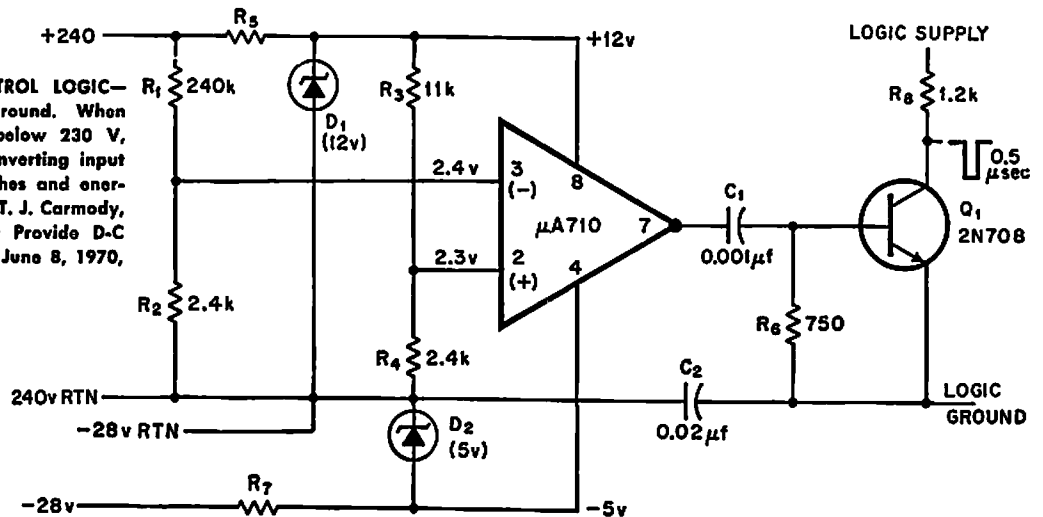 +240
R5
+12v
LOGIC SUPPLY
TROL LOGIC—
round. When
below 230 V,
nverting input
hes and ener-
T. J. Carmody,
Provide D-C
June 8, 1970,
R1
240k
D1
(12v)
R3
11k
R8
1.2k
0.5
μsec
2.4v
3
(-)
8
μA710
7
C1
0.001μf
Q1
2N708
2.3v
2
(+)
4
R2
2.4k
R4
2.4k
R6
750
240v RTN
C2
0.02μf
LOGIC
GROUND
-28v RTN
D2
(5v)
-28v
R7
-5v